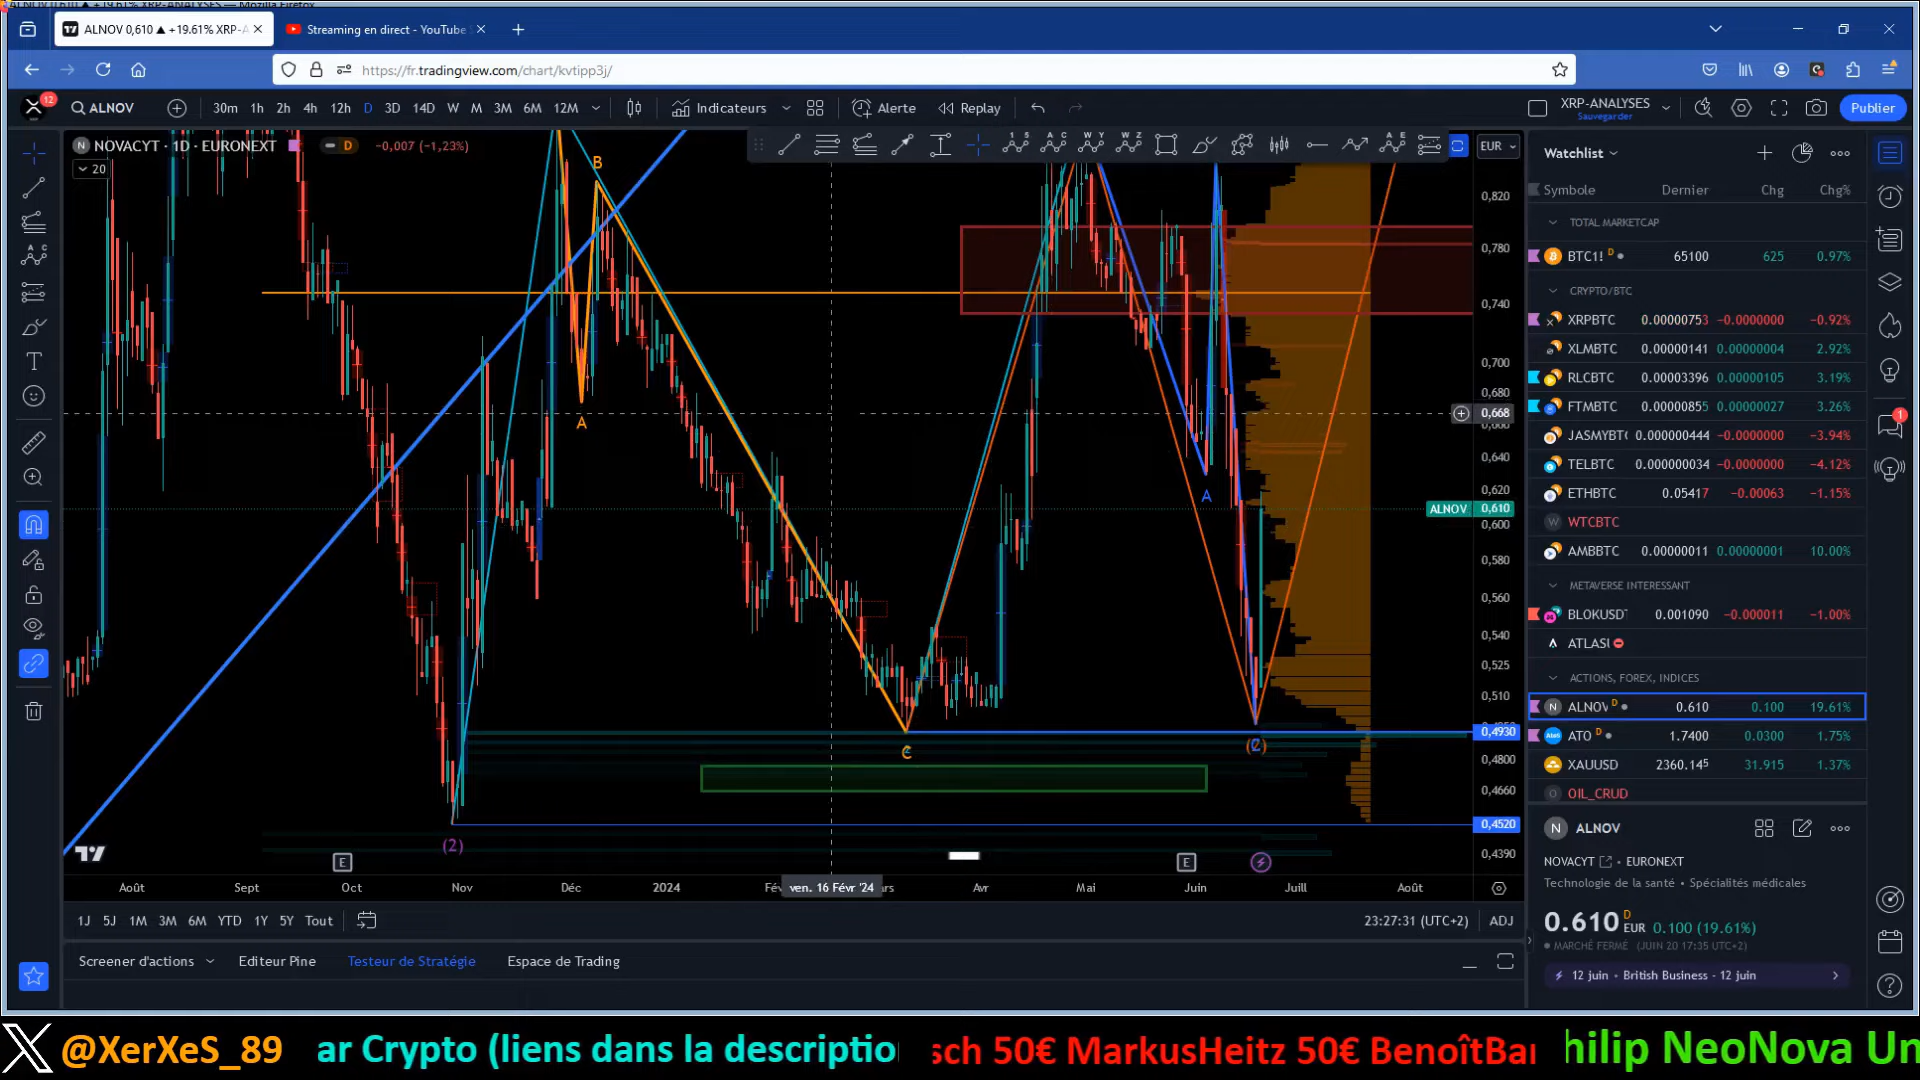 ALNOV 0,610 ▲ +19.61% XRP-A
Streaming en direct - YouTube S
https://fr.tradingview.com/chart/kvtipp3j/
12
ALNOV
30m 1h 2h 4h 12h D 3D 14D W M 3M 6M 12M
Indicateurs
Alerte
Replay
XRP-ANALYSES
Sauvegarder
Publier
NOVACYT · 1D · EURONEXT
D
-0,007 (-1,23%)
20
EUR
B
A
C
A
(2)
0,820
0,780
0,740
0,700
0,680
0,668
0,640
0,620
ALNOV 0,610
0,600
0,580
0,560
0,540
0,525
0,510
0,4930
0,4800
0,4660
0,4520
0,4390
E
E
Août Sept Oct Nov Déc 2024 ven. 16 Févr '24 Avr Mai Juin Juill Août
1J 5J 1M 3M 6M YTD 1Y 5Y Tout
23:27:31 (UTC+2) ADJ
Screener d'actions Editeur Pine Testeur de Stratégie Espace de Trading
Watchlist
Symbole Dernier Chg Chg%
TOTAL MARKETCAP
BTC1! D 65100 625 0.97%
CRYPTO/BTC
XRPBTC 0.00000753 -0.0000000 -0.92%
XLMBTC 0.00000141 0.00000004 2.92%
RLCBTC 0.00003396 0.00000105 3.19%
FTMBTC 0.00000855 0.00000027 3.26%
JASMYBTC 0.000000444 -0.0000000 -3.94%
TELBTC 0.000000034 -0.0000000 -4.12%
ETHBTC 0.05417 -0.00063 -1.15%
W WTCBTC
AMBBTC 0.00000011 0.00000001 10.00%
METAVERSE INTERESSANT
BLOKUSDT 0.001090 -0.000011 -1.00%
ATLASI
ACTIONS, FOREX, INDICES
N ALNOV D 0.610 0.100 19.61%
ATO D 1.7400 0.0300 1.75%
XAUUSD 2360.145 31.915 1.37%
O OIL_CRUD
N ALNOV
NOVACYT · EURONEXT
Technologie de la santé • Spécialités médicales
0.610 D EUR 0.100 (19.61%)
MARCHÉ FERMÉ (JUIN 20 17:35 UTC+2)
12 juin · British Business - 12 juin
1
@XerXeS_89 ar Crypto (liens dans la descriptio sch 50€ MarkusHeitz 50€ BenoîtBar hilip NeoNova Un